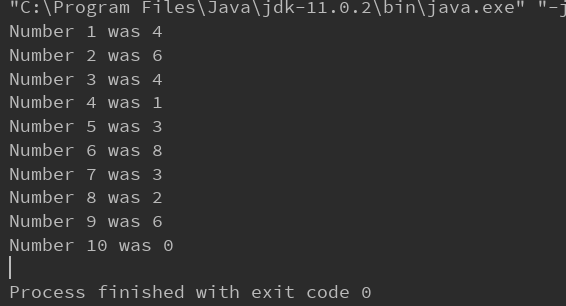 "C:\Program Files\Java\jdk-11.0.2\bin\java.exe" "-j
Number 1 was 4
Number 2 was 6
Number 3 was 4
Number 4 was 1
Number 5 was 3
Number 6 was 8
Number 7 was 3
Number 8 was 2
Number 9 was 6
Number 10 was 0
Process finished with exit code 0